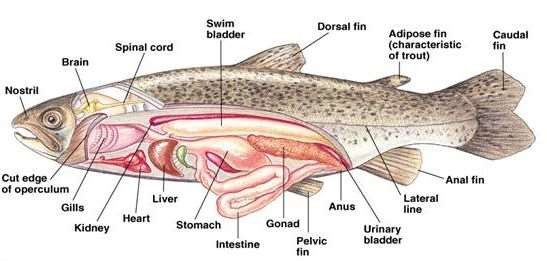 Swim
bladder
Dorsal fin
Adipose fin
(characteristic
of trout)
Caudal
fin
Spinal cord
Brain
Nostril
Cut edge
of operculum
Gills
Kidney
Heart
Liver
Stomach
Intestine
Gonad
Pelvic
fin
Anus
Urinary
bladder
Lateral
line
Anal fin